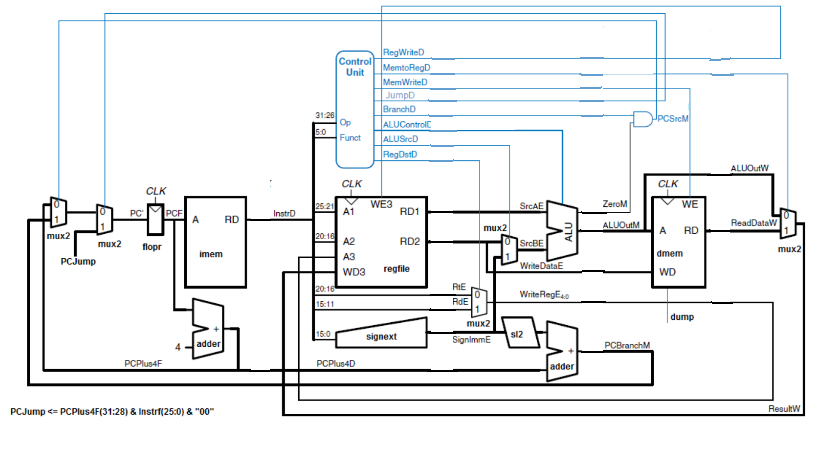 RegWriteD
MemtoRegD
MemWriteD
JumpD
BranchD
ALUControlD
ALUSrcD
RegDstD
Control
Unit
31:26
Op
5:0
Funct
PCSrcM
CLK
CLK
CLK
ALUOutW
0
1
mux2
0
1
mux2
PC'
PCF
flopr
PCJump
A
RD
imem
InstrD
25:21
A1
WE3
RD1
20:16
A2
RD2
A3
WD3
regfile
SrcAE
ZeroM
mux2
0
1
SrcBE
ALU
ALUOutM
WE
A
RD
dmem
WD
ReadDataW
0
1
mux2
WriteDataE
20:16
RtE
15:11
RdE
0
1
mux2
WriteRegE4:0
dump
15:0
signext
SignImmE
sl2
+
adder
4
+
adder
PCBranchM
PCPlus4F
PCPlus4D
ResultW
PCJump <= PCPlus4F(31:28) & Instrf(25:0) & "00"